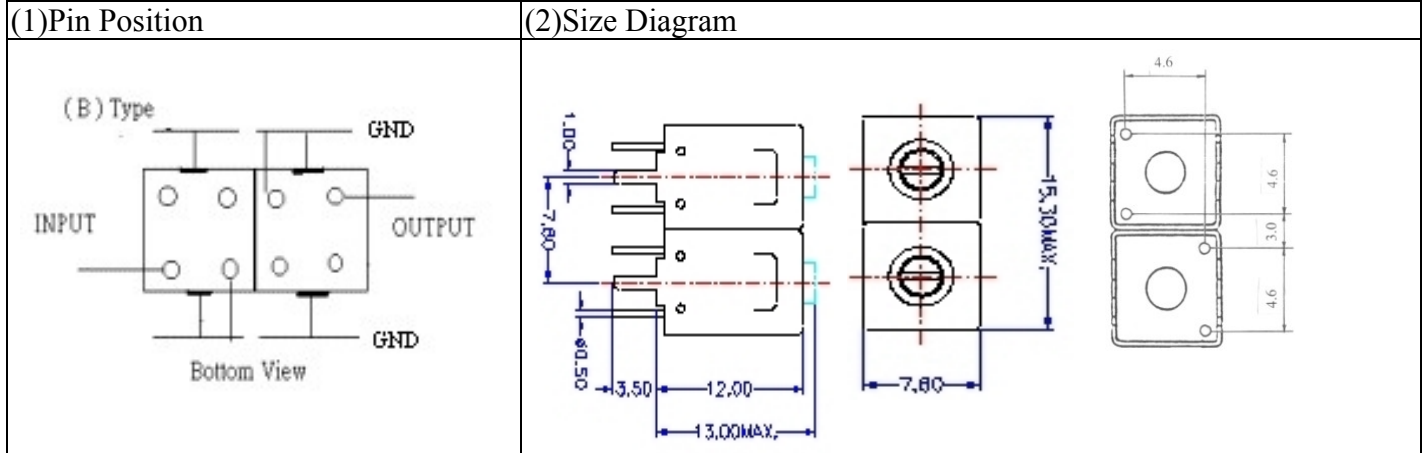 (1)Pin Position
(2)Size Diagram
(B) Type
GND
INPUT
OUTPUT
GND
Bottom View
1.00
7.80
ø0.50
3.50
12.00
13.00MAX.
15.30MAX.
7.80
4.6
4.6
3.0
4.6